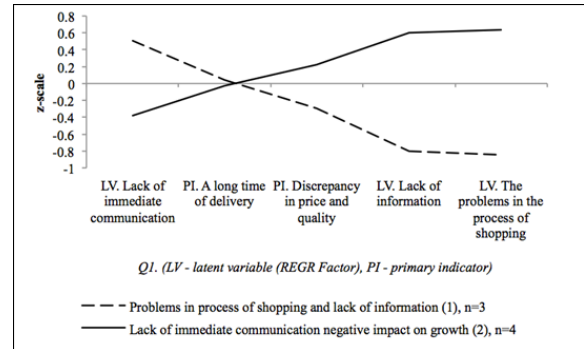 0.8
0.6
0.4
0.2
0
-0.2
-0.4
-0.6
-0.8
-1
z-scale
LV. Lack of
immediate
communication
PI. A long time
of delivery
PI. Discrepancy
in price and
quality
LV. Lack of
information
LV. The
problems in the
process of
shopping
Q1. (LV - latent variable (REGR Factor), PI - primary indicator)
Problems in process of shopping and lack of information (1), n=3
Lack of immediate communication negative impact on growth (2), n=4